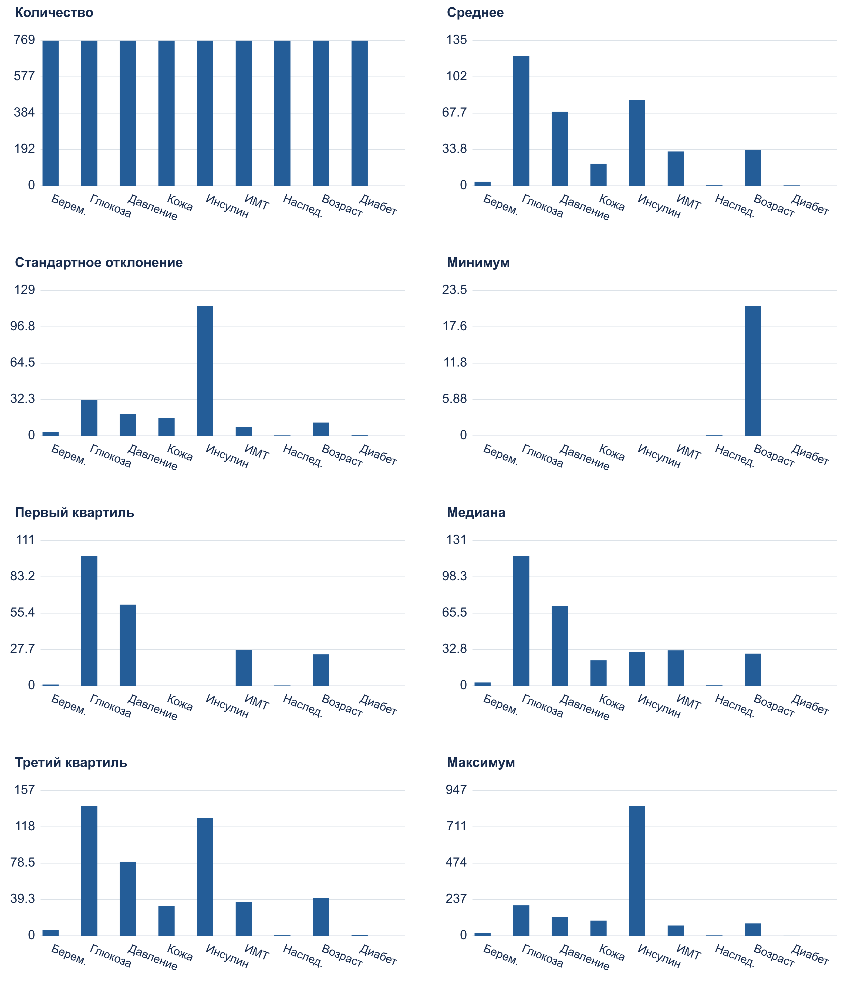 Количество
769
577
384
192
0
Берем.
Глюкоза
Давление
Кожа
Инсулин
ИМТ
Наслед.
Возраст
Диабет
Среднее
135
102
67.7
33.8
0
Берем.
Глюкоза
Давление
Кожа
Инсулин
ИМТ
Наслед.
Возраст
Диабет
Стандартное отклонение
129
96.8
64.5
32.3
0
Берем.
Глюкоза
Давление
Кожа
Инсулин
ИМТ
Наслед.
Возраст
Диабет
Минимум
23.5
17.6
11.8
5.88
0
Берем.
Глюкоза
Давление
Кожа
Инсулин
ИМТ
Наслед.
Возраст
Диабет
Первый квартиль
111
83.2
55.4
27.7
0
Берем.
Глюкоза
Давление
Кожа
Инсулин
ИМТ
Наслед.
Возраст
Диабет
Медиана
131
98.3
65.5
32.8
0
Берем.
Глюкоза
Давление
Кожа
Инсулин
ИМТ
Наслед.
Возраст
Диабет
Третий квартиль
157
118
78.5
39.3
0
Берем.
Глюкоза
Давление
Кожа
Инсулин
ИМТ
Наслед.
Возраст
Диабет
Максимум
947
711
474
237
0
Берем.
Глюкоза
Давление
Кожа
Инсулин
ИМТ
Наслед.
Возраст
Диабет